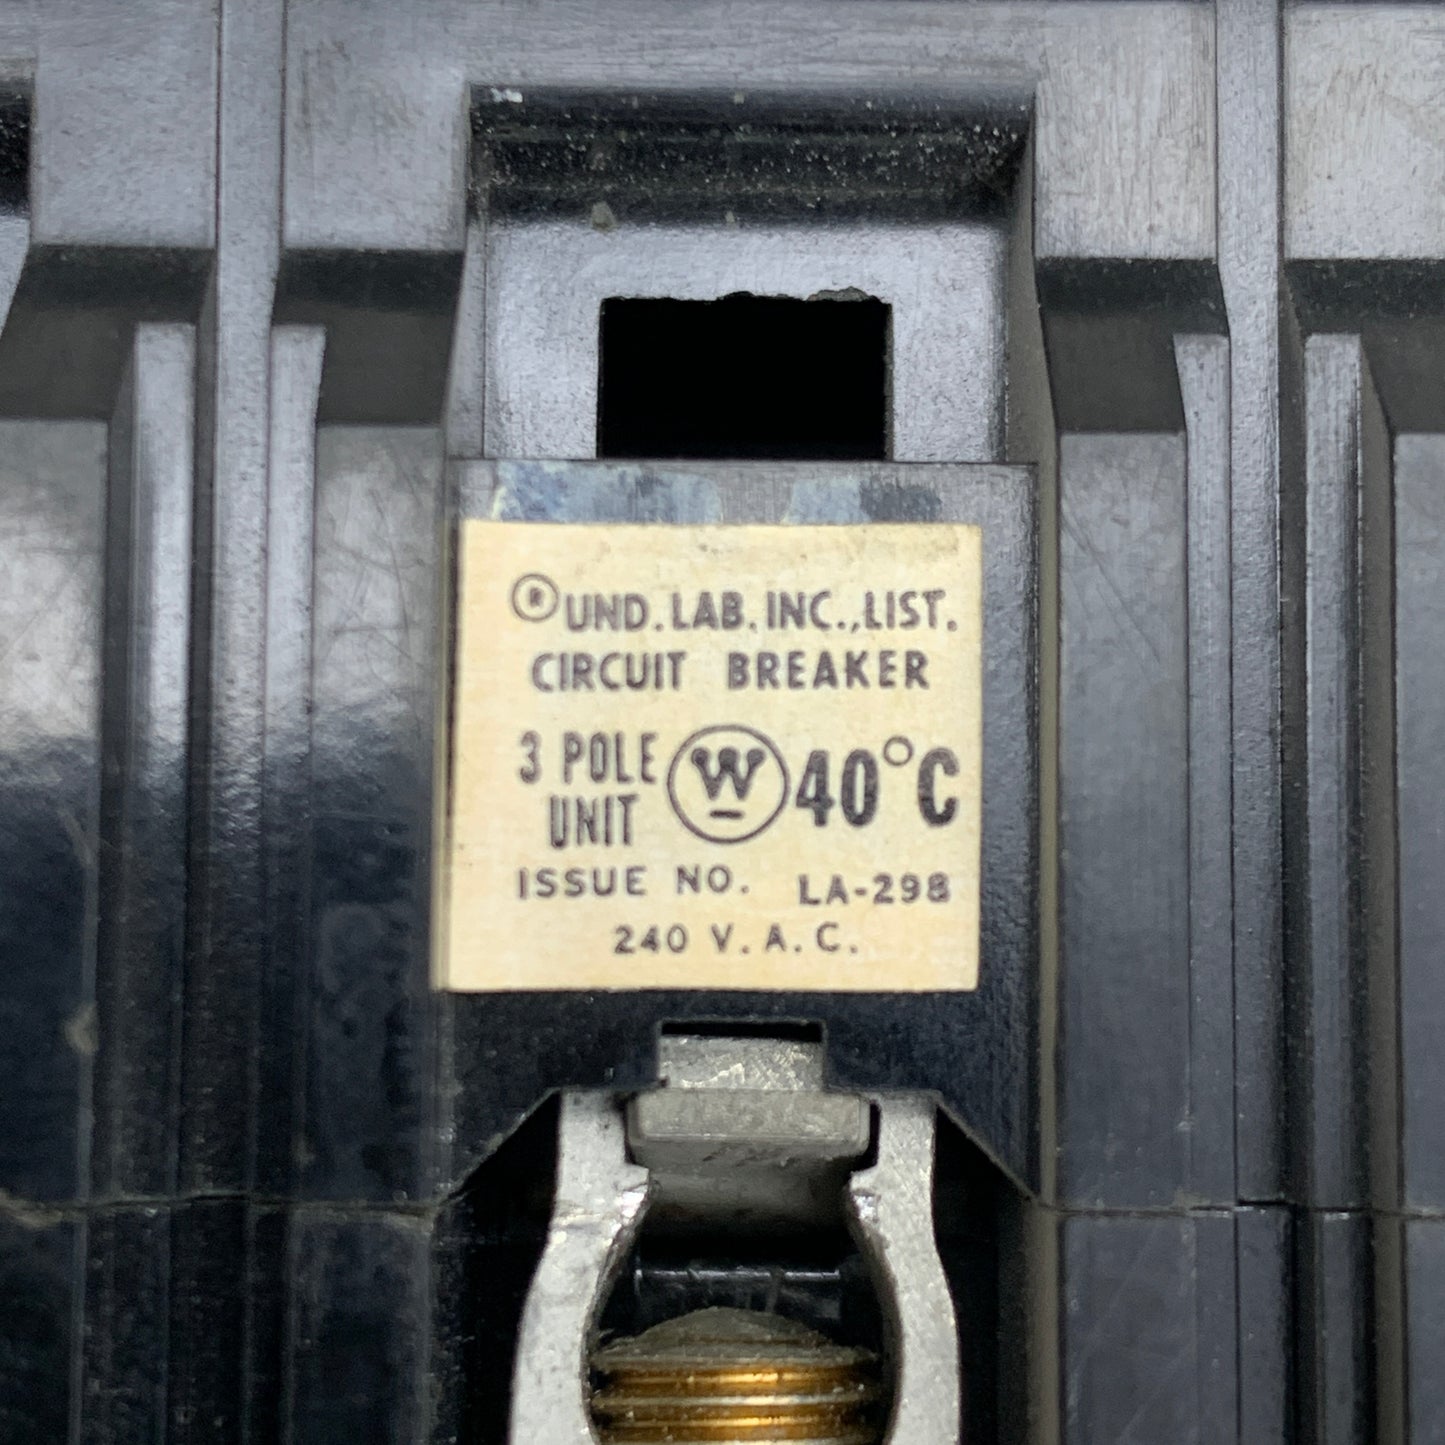 ® UND. LAB. INC., LIST.
CIRCUIT BREAKER
3 POLE UNIT W 40°C
ISSUE NO. LA-298
240 V. A. C.